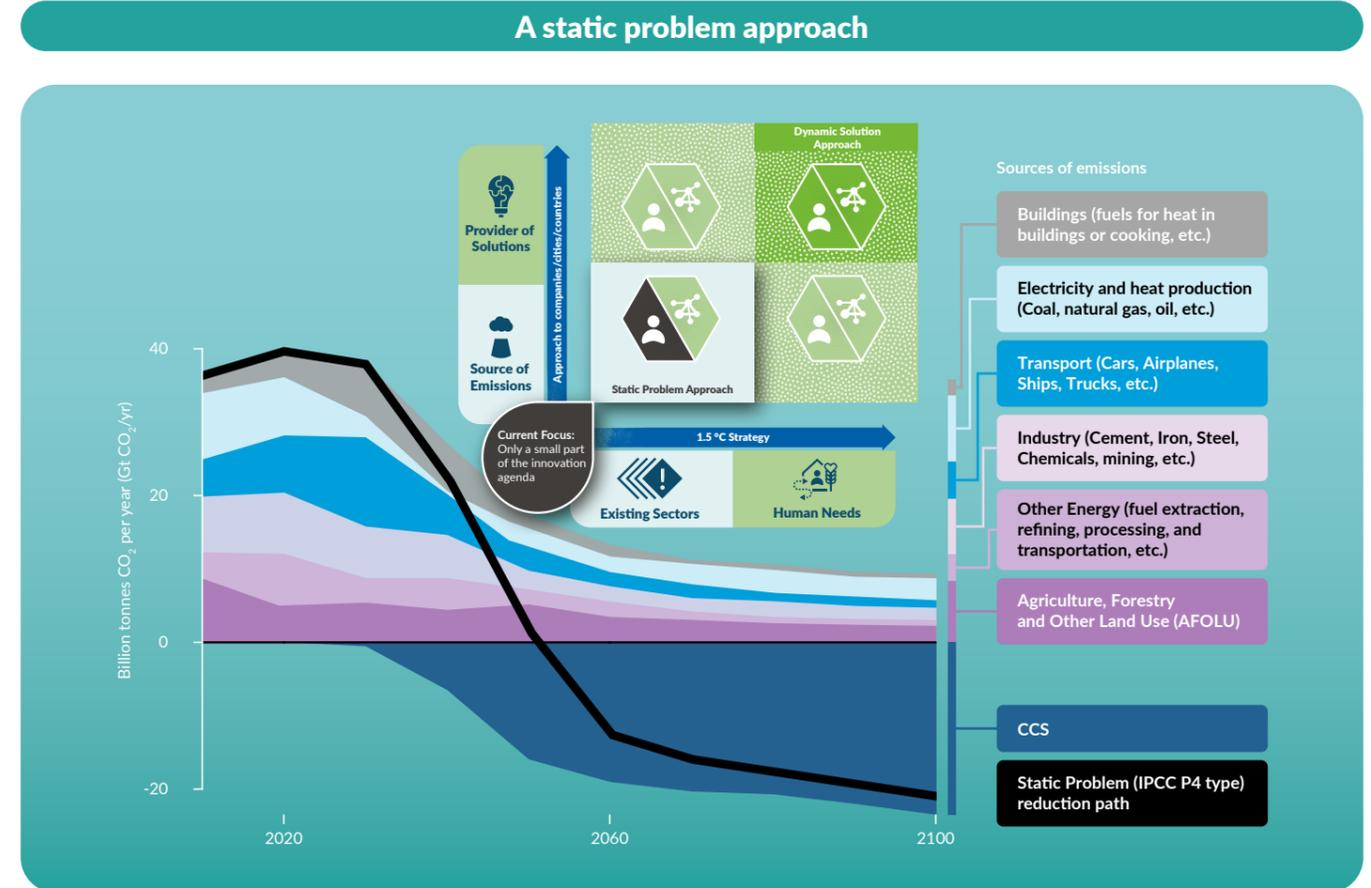 A static problem approach
Dynamic Solution
Approach
Provider of
Solutions
Source of
Emissions
Approach to companies/cities/countries
Static Problem Approach
Current Focus:
Only a small part
of the innovation
agenda
1.5 °C Strategy
Existing Sectors
Human Needs
Billion tonnes CO₂ per year (Gt CO₂/yr)
40
20
0
-20
2020
2060
2100
Sources of emissions
Buildings (fuels for heat in
buildings or cooking, etc.)
Electricity and heat production
(Coal, natural gas, oil, etc.)
Transport (Cars, Airplanes,
Ships, Trucks, etc.)
Industry (Cement, Iron, Steel,
Chemicals, mining, etc.)
Other Energy (fuel extraction,
refining, processing, and
transportation, etc.)
Agriculture, Forestry
and Other Land Use (AFOLU)
CCS
Static Problem (IPCC P4 type)
reduction path